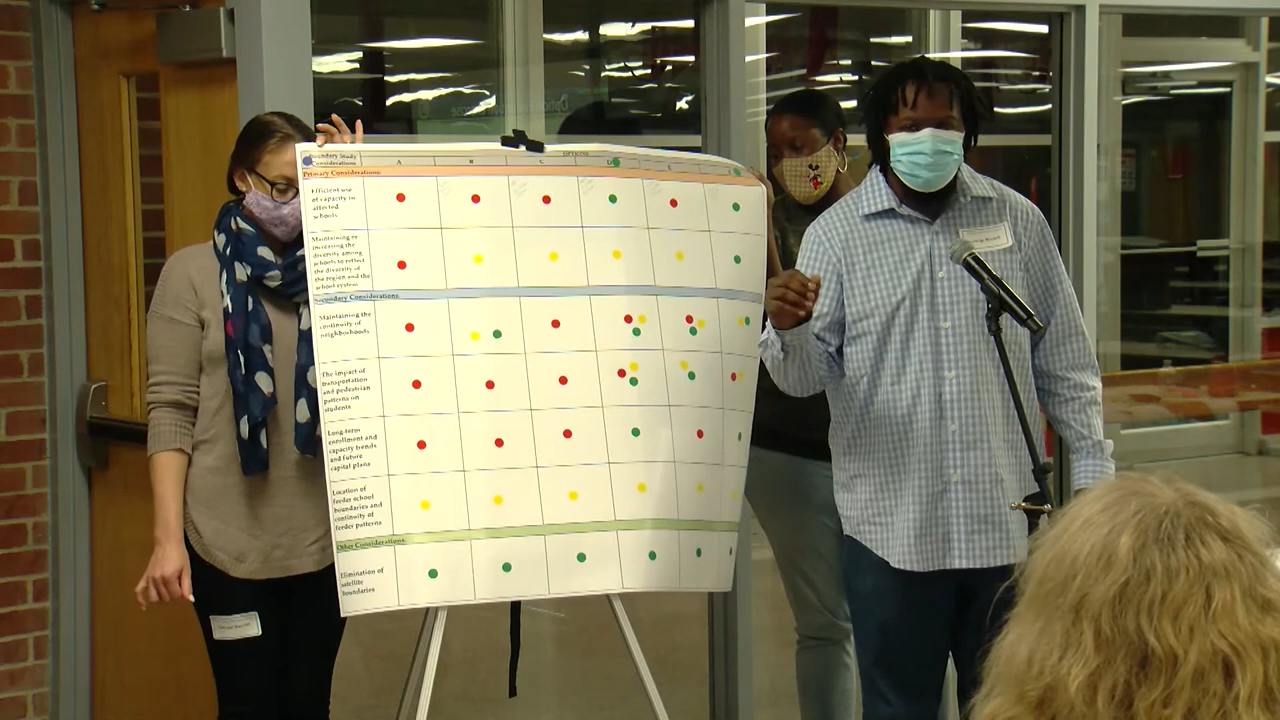 Boundary Study
Considerations
A B C D E
Primary Considerations:
Efficient use
of capacity in
affected
schools
Maintaining or
increasing the
diversity among
schools to reflect
the diversity of
the region and the
school system
Secondary Considerations:
Maintaining the
continuity of
neighborhoods
The impact of
transportation
and pedestrian
patterns on
students
Long-term
enrollment and
capacity trends
and future
capital plans
Location of
feeder school
boundaries and
continuity of
feeder patterns
Other Considerations:
Elimination of
satellite
boundaries